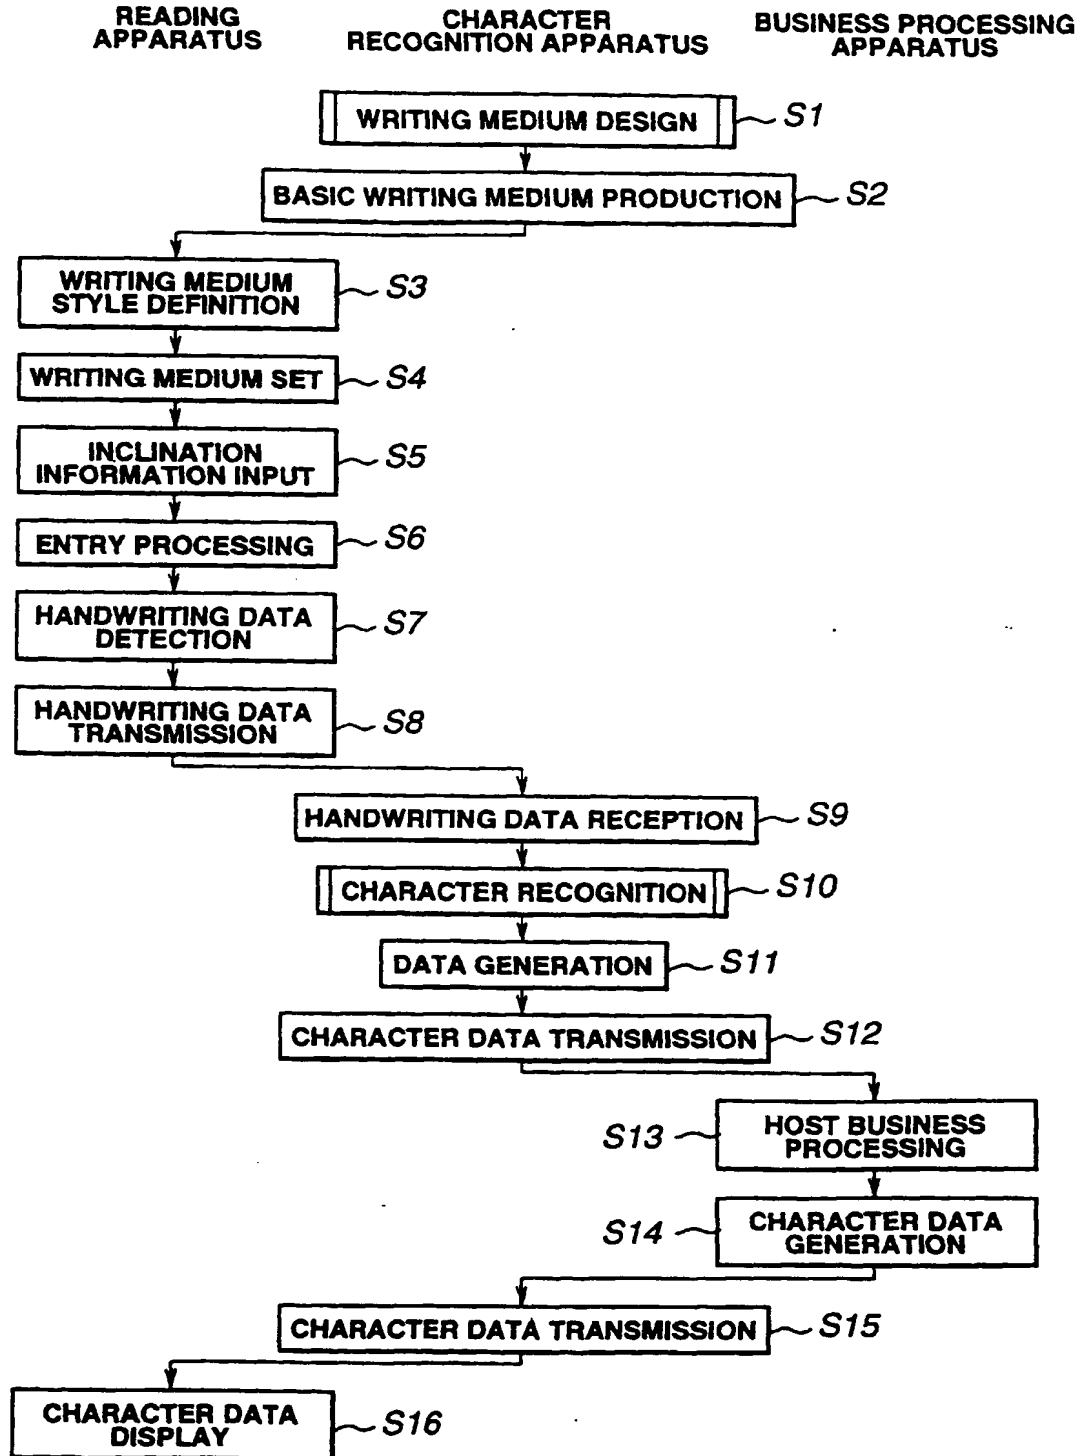 READING
APPARATUS
CHARACTER
RECOGNITION APPARATUS
BUSINESS PROCESSING
APPARATUS
WRITING MEDIUM DESIGN
S1
BASIC WRITING MEDIUM PRODUCTION
S2
WRITING MEDIUM
STYLE DEFINITION
S3
WRITING MEDIUM SET
S4
INCLINATION
INFORMATION INPUT
S5
ENTRY PROCESSING
S6
HANDWRITING DATA
DETECTION
S7
HANDWRITING DATA
TRANSMISSION
S8
HANDWRITING DATA RECEPTION
S9
CHARACTER RECOGNITION
S10
DATA GENERATION
S11
CHARACTER DATA TRANSMISSION
S12
S13
HOST BUSINESS
PROCESSING
S14
CHARACTER DATA
GENERATION
CHARACTER DATA TRANSMISSION
S15
CHARACTER DATA
DISPLAY
S16